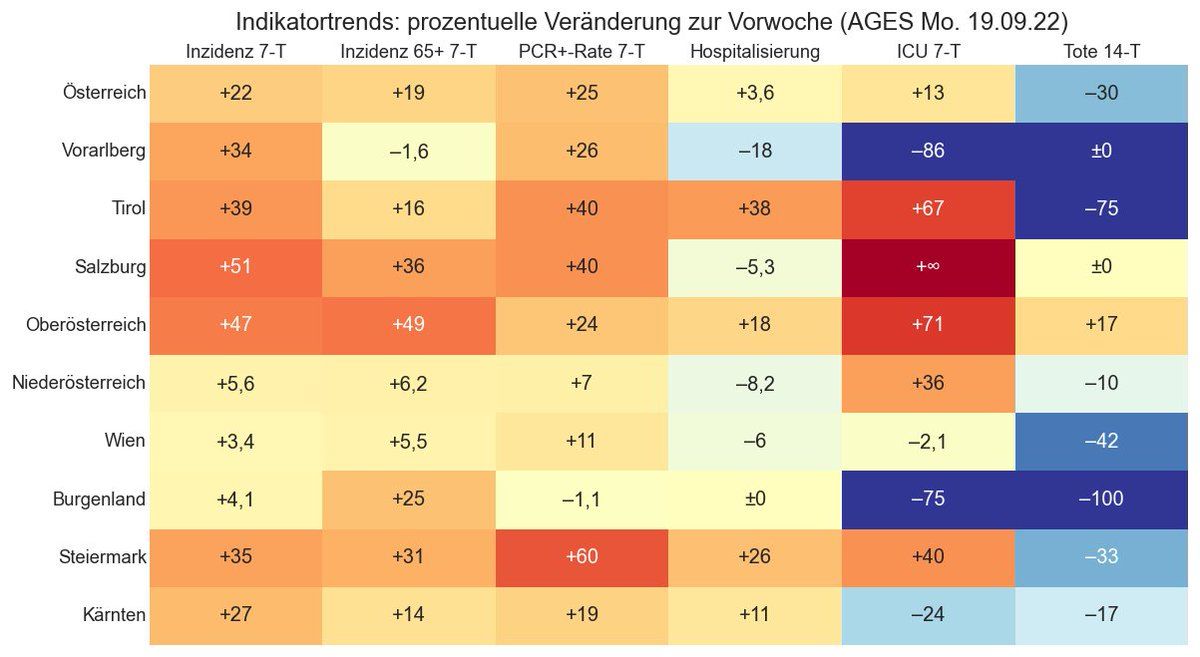 Indikatortrends: prozentuelle Veränderung zur Vorwoche (AGES Mo. 19.09.22)
Inzidenz 7-T Inzidenz 65+ 7-T PCR+-Rate 7-T Hospitalisierung ICU 7-T Tote 14-T
Österreich +22 +19 +25 +3,6 +13 –30
Vorarlberg +34 –1,6 +26 –18 –86 ±0
Tirol +39 +16 +40 +38 +67 –75
Salzburg +51 +36 +40 –5,3 +∞ ±0
Oberösterreich +47 +49 +24 +18 +71 +17
Niederösterreich +5,6 +6,2 +7 –8,2 +36 –10
Wien +3,4 +5,5 +11 –6 –2,1 –42
Burgenland +4,1 +25 –1,1 ±0 –75 –100
Steiermark +35 +31 +60 +26 +40 –33
Kärnten +27 +14 +19 +11 –24 –17